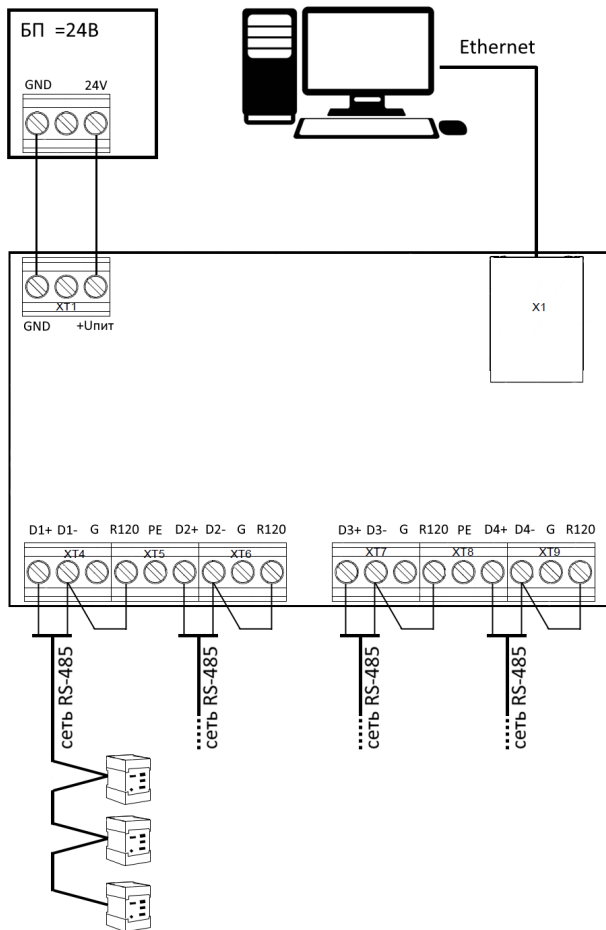 БП =24В
Ethernet
GND 24V
XT1
X1
GND +Uпит
D1+ D1- G R120 PE D2+ D2- G R120
D3+ D3- G R120 PE D4+ D4- G R120
XT4 XT5 XT6
XT7 XT8 XT9
сеть RS-485
сеть RS-485
сеть RS-485
сеть RS-485